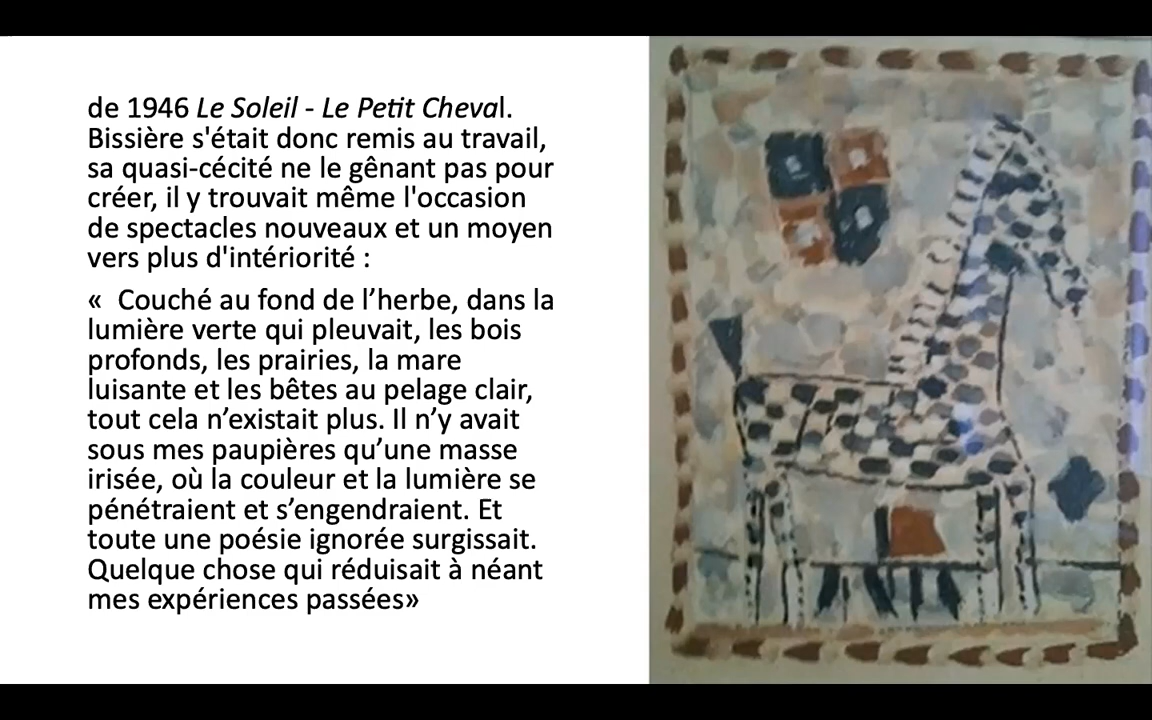 de 1946 Le Soleil - Le Petit Cheval.
Bissière s'était donc remis au travail,
sa quasi-cécité ne le gênant pas pour
créer, il y trouvait même l'occasion
de spectacles nouveaux et un moyen
vers plus d'intériorité :
«  Couché au fond de l’herbe, dans la
lumière verte qui pleuvait, les bois
profonds, les prairies, la mare
luisante et les bêtes au pelage clair,
tout cela n’existait plus. Il n’y avait
sous mes paupières qu’une masse
irisée, où la couleur et la lumière se
pénétraient et s’engendraient. Et
toute une poésie ignorée surgissait.
Quelque chose qui réduisait à néant
mes expériences passées»